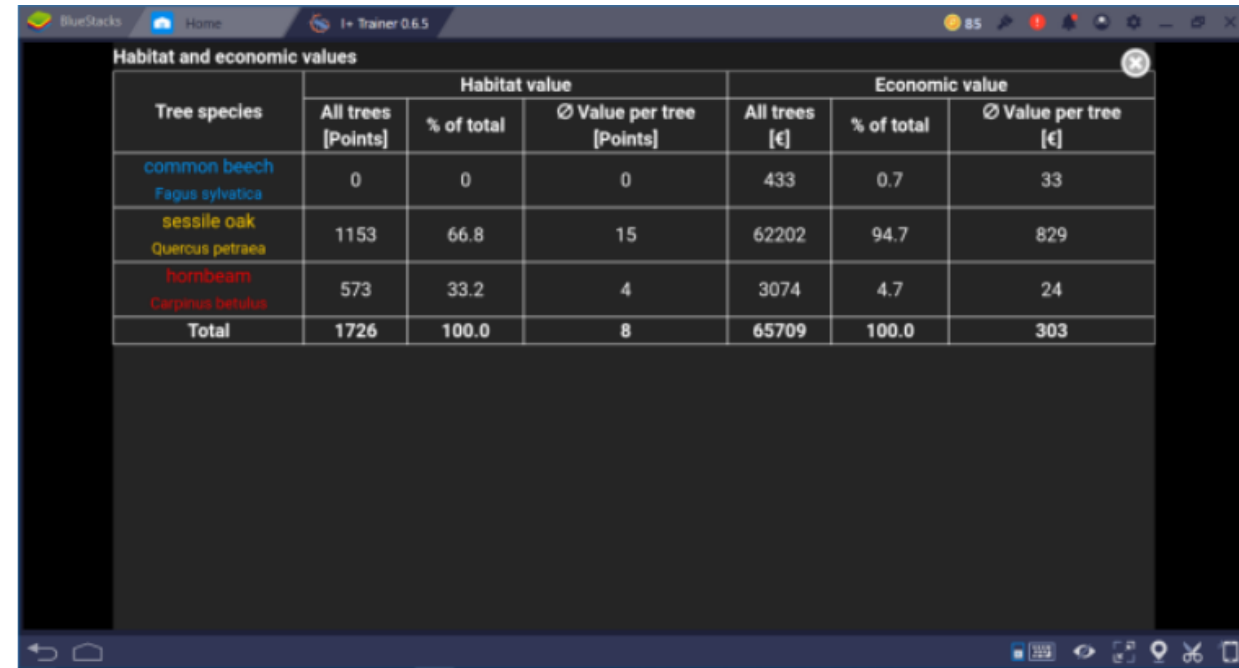 BlueStacks Home I+ Trainer 0.6.5 85
Habitat and economic values
Habitat value Economic value
Tree species All trees [Points] % of total Ø Value per tree [Points] All trees [€] % of total Ø Value per tree [€]
common beech
Fagus sylvatica 0 0 0 433 0.7 33
sessile oak
Quercus petraea 1153 66.8 15 62202 94.7 829
hornbeam
Carpinus betulus 573 33.2 4 3074 4.7 24
Total 1726 100.0 8 65709 100.0 303